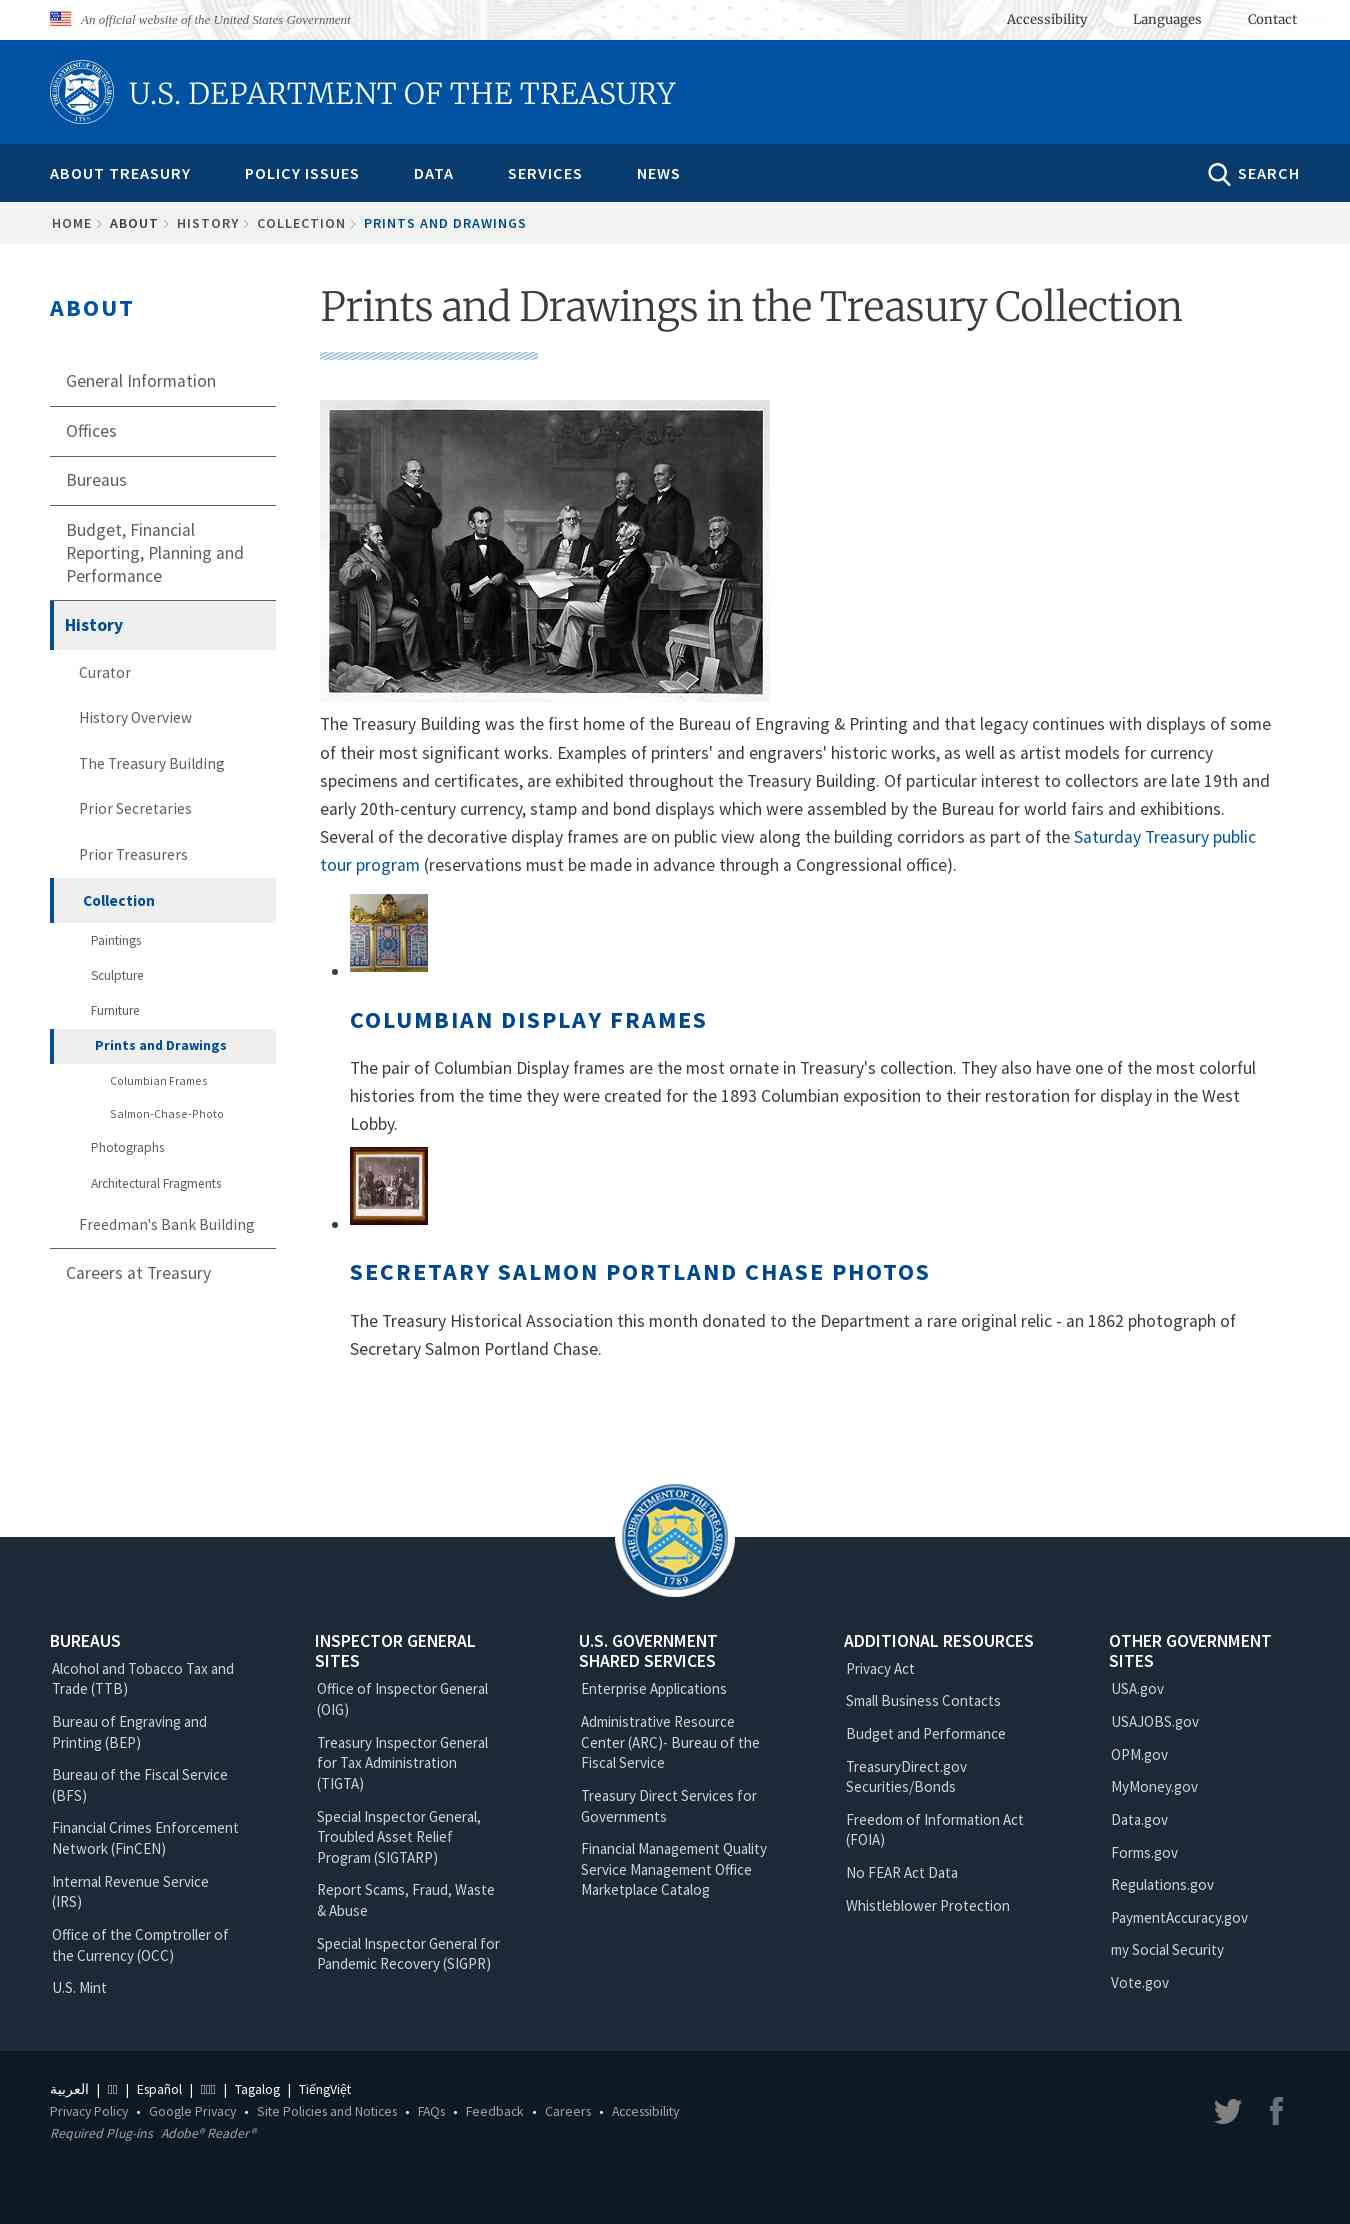 An official website of the United States Government
Accessibility Languages Contact
U.S. DEPARTMENT OF THE TREASURY
ABOUT TREASURY POLICY ISSUES DATA SERVICES NEWS SEARCH
HOME ABOUT HISTORY COLLECTION PRINTS AND DRAWINGS
ABOUT
General Information
Offices
Bureaus
Budget, Financial
Reporting, Planning and
Performance
History
Curator
History Overview
The Treasury Building
Prior Secretaries
Prior Treasurers
Collection
Paintings
Sculpture
Furniture
Prints and Drawings
Columbian Frames
Salmon-Chase-Photo
Photographs
Architectural Fragments
Freedman's Bank Building
Careers at Treasury
Prints and Drawings in the Treasury Collection
The Treasury Building was the first home of the Bureau of Engraving & Printing and that legacy continues with displays of some
of their most significant works. Examples of printers' and engravers' historic works, as well as artist models for currency
specimens and certificates, are exhibited throughout the Treasury Building. Of particular interest to collectors are late 19th and
early 20th-century currency, stamp and bond displays which were assembled by the Bureau for world fairs and exhibitions.
Several of the decorative display frames are on public view along the building corridors as part of the Saturday Treasury public
tour program (reservations must be made in advance through a Congressional office).
COLUMBIAN DISPLAY FRAMES
The pair of Columbian Display frames are the most ornate in Treasury's collection. They also have one of the most colorful
histories from the time they were created for the 1893 Columbian exposition to their restoration for display in the West
Lobby.
SECRETARY SALMON PORTLAND CHASE PHOTOS
The Treasury Historical Association this month donated to the Department a rare original relic - an 1862 photograph of
Secretary Salmon Portland Chase.
THE DEPARTMENT OF THE TREASURY
1789
BUREAUS
Alcohol and Tobacco Tax and
Trade (TTB)
Bureau of Engraving and
Printing (BEP)
Bureau of the Fiscal Service
(BFS)
Financial Crimes Enforcement
Network (FinCEN)
Internal Revenue Service
(IRS)
Office of the Comptroller of
the Currency (OCC)
U.S. Mint
INSPECTOR GENERAL
SITES
Office of Inspector General
(OIG)
Treasury Inspector General
for Tax Administration
(TIGTA)
Special Inspector General,
Troubled Asset Relief
Program (SIGTARP)
Report Scams, Fraud, Waste
& Abuse
Special Inspector General for
Pandemic Recovery (SIGPR)
U.S. GOVERNMENT
SHARED SERVICES
Enterprise Applications
Administrative Resource
Center (ARC)- Bureau of the
Fiscal Service
Treasury Direct Services for
Governments
Financial Management Quality
Service Management Office
Marketplace Catalog
ADDITIONAL RESOURCES
Privacy Act
Small Business Contacts
Budget and Performance
TreasuryDirect.gov
Securities/Bonds
Freedom of Information Act
(FOIA)
No FEAR Act Data
Whistleblower Protection
OTHER GOVERNMENT
SITES
USA.gov
USAJOBS.gov
OPM.gov
MyMoney.gov
Data.gov
Forms.gov
Regulations.gov
PaymentAccuracy.gov
my Social Security
Vote.gov
العربية | | Español | | Tagalog | TiếngViệt
Privacy Policy • Google Privacy • Site Policies and Notices • FAQs • Feedback • Careers • Accessibility
Required Plug-ins Adobe® Reader®